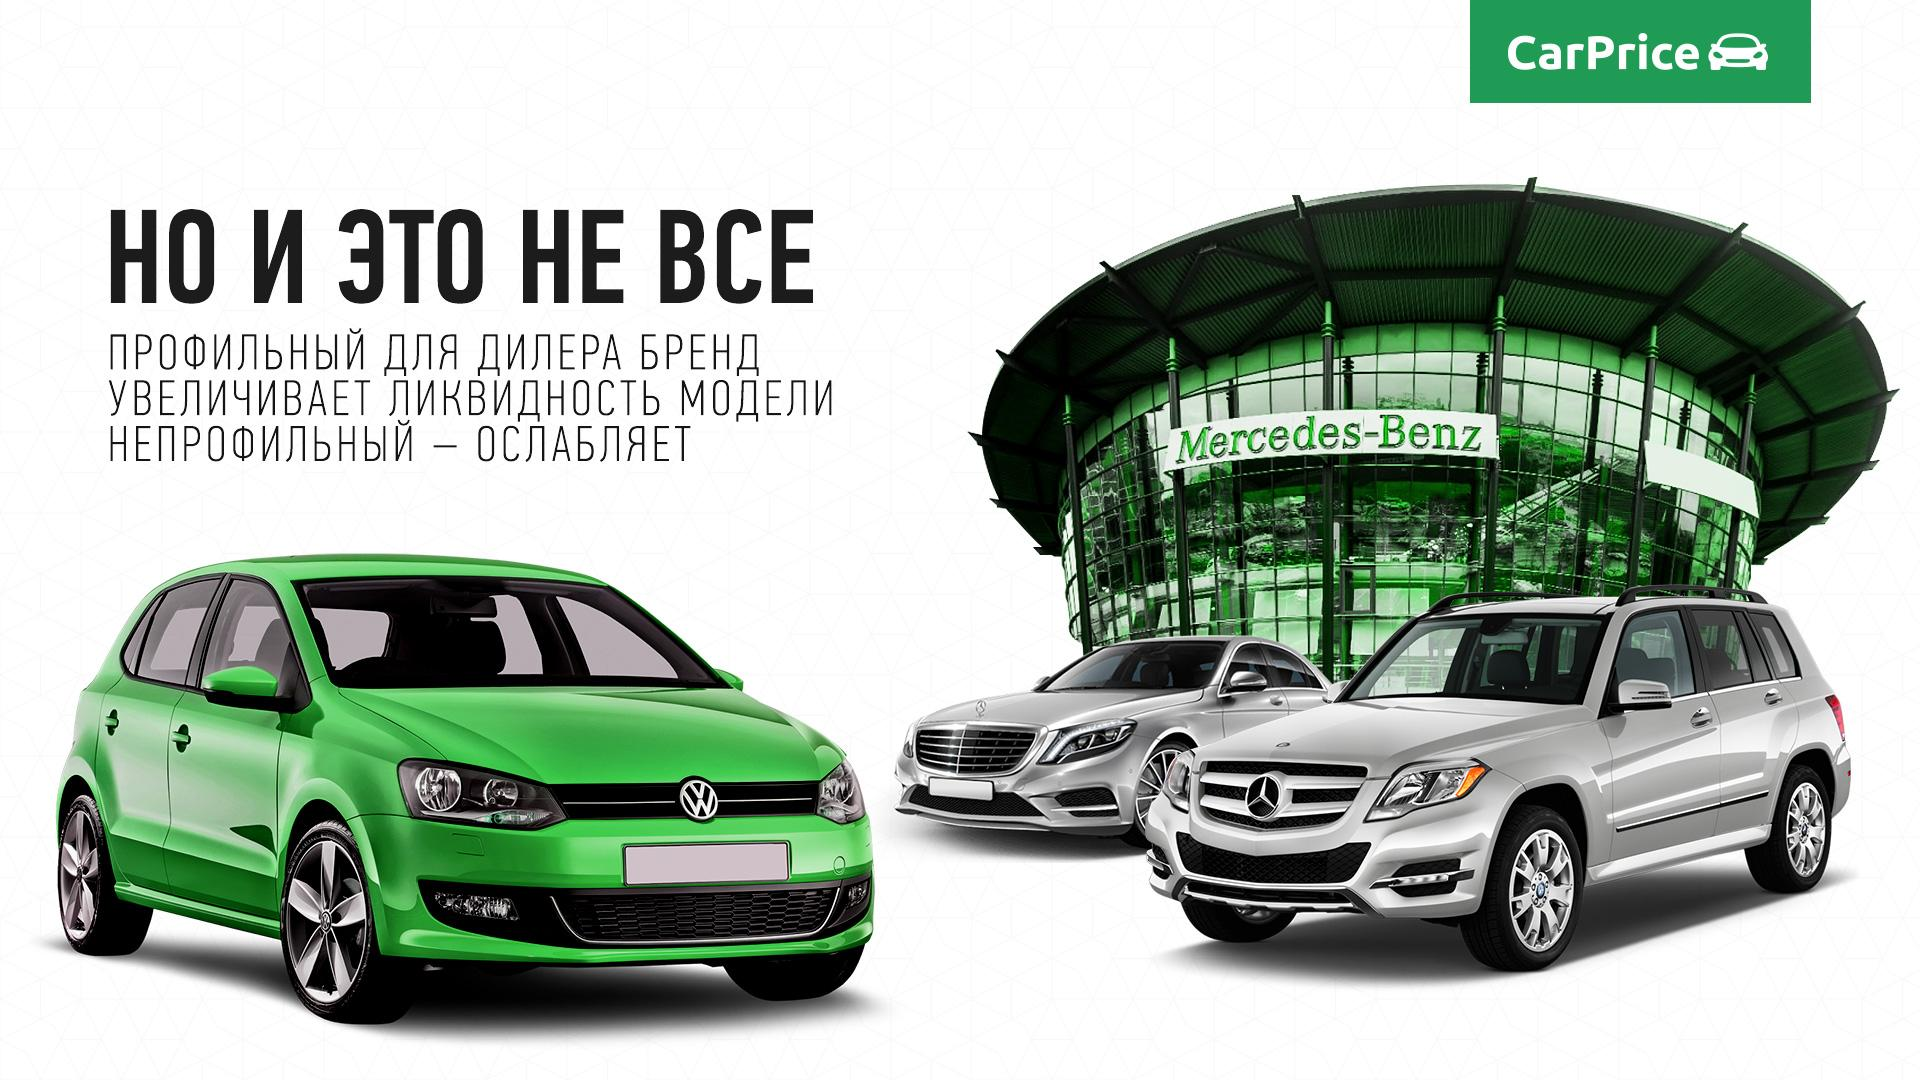 CarPrice
НО И ЭТО НЕ ВСЕ
ПРОФИЛЬНЫЙ ДЛЯ ДИЛЕРА БРЕНД
УВЕЛИЧИВАЕТ ЛИКВИДНОСТЬ МОДЕЛИ
НЕПРОФИЛЬНЫЙ – ОСЛАБЛЯЕТ
Mercedes-Benz